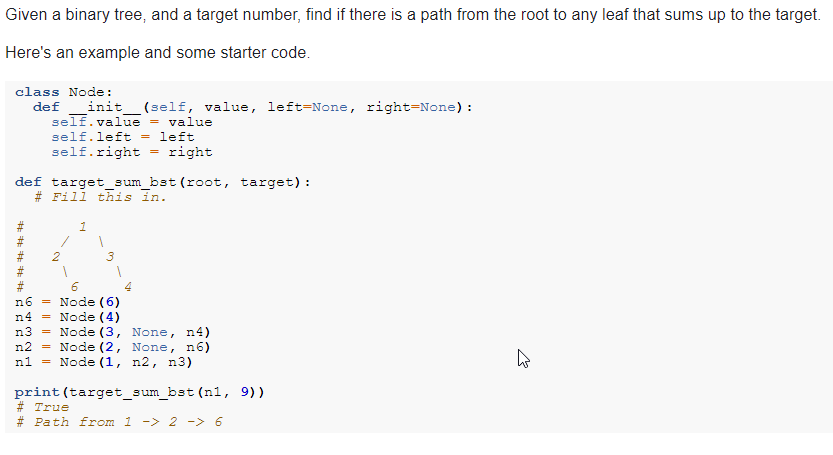 Given a binary tree, and a target number, find if there is a path from the root to any leaf that sums up to the target.
Here's an example and some starter code.
class Node:
  def __init__(self, value, left=None, right=None):
    self.value = value
    self.left = left
    self.right = right
def target_sum_bst(root, target):
  # Fill this in.
#      1
#    /   \
#   2     3
#    \     \
#     6     4
n6 = Node(6)
n4 = Node(4)
n3 = Node(3, None, n4)
n2 = Node(2, None, n6)
n1 = Node(1, n2, n3)
print(target_sum_bst(n1, 9))
# True
# Path from 1 -> 2 -> 6